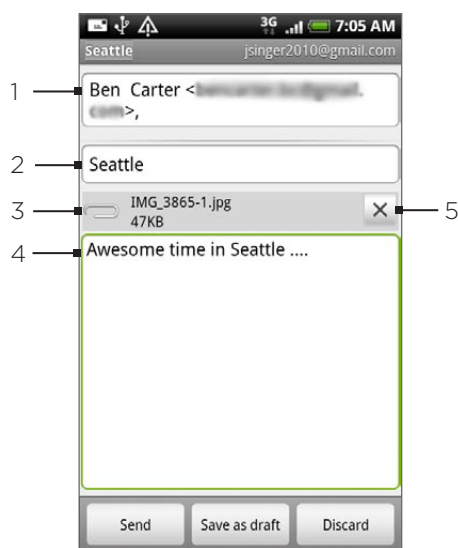 3G 7:05 AM
Seattle jsinger2010@gmail.com
1 Ben Carter <
>,
2 Seattle
3 IMG_3865-1.jpg
47KB
5
4 Awesome time in Seattle ....
Send Save as draft Discard